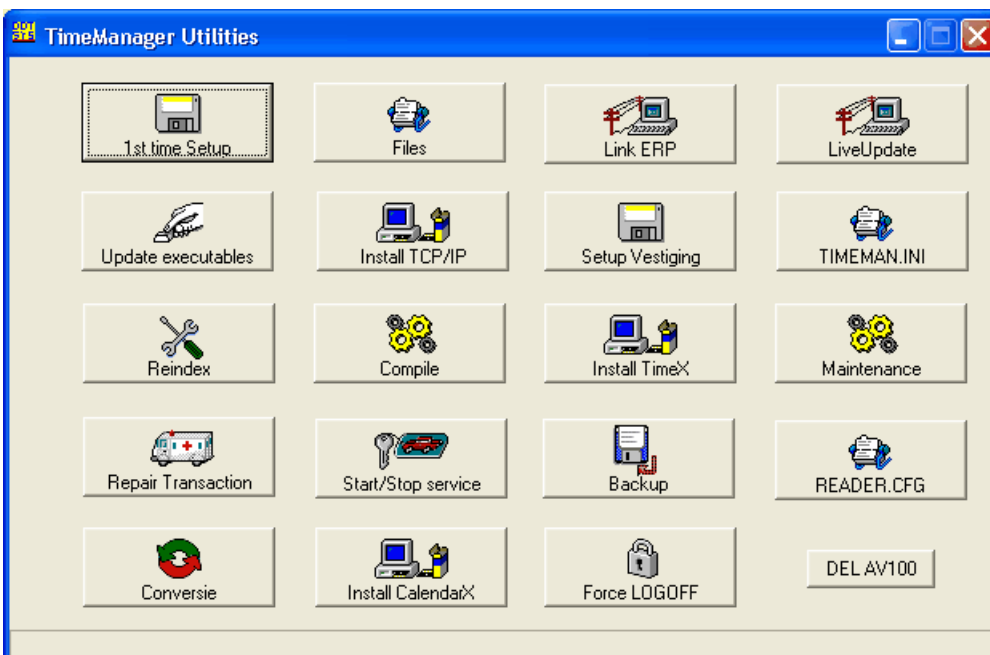 TimeManager Utilities
1st time Setup
Files
Link ERP
LiveUpdate
Update executables
Install TCP/IP
Setup Vestiging
TIMEMAN.INI
Reindex
Compile
Install TimeX
Maintenance
Repair Transaction
Start/Stop service
Backup
READER.CFG
Conversie
Install CalendarX
Force LOGOFF
DEL AV100